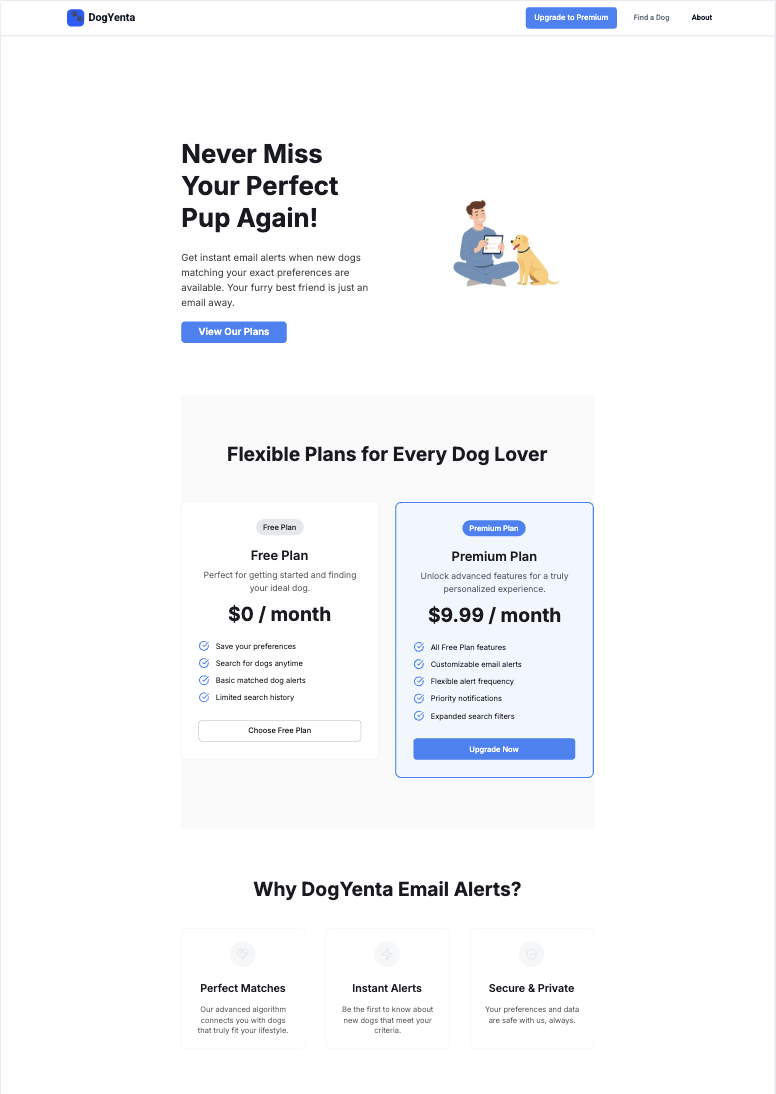 DogYenta
Upgrade to Premium
Find a Dog
About
Never Miss
Your Perfect
Pup Again!
Get instant email alerts when new dogs
matching your exact preferences are
available. Your furry best friend is just an
email away.
View Our Plans
Flexible Plans for Every Dog Lover
Free Plan
Free Plan
Perfect for getting started and finding
your ideal dog.
$0 / month
Save your preferences
Search for dogs anytime
Basic matched dog alerts
Limited search history
Choose Free Plan
Premium Plan
Premium Plan
Unlock advanced features for a truly
personalized experience.
$9.99 / month
All Free Plan features
Customizable email alerts
Flexible alert frequency
Priority notifications
Expanded search filters
Upgrade Now
Why DogYenta Email Alerts?
Perfect Matches
Our advanced algorithm
connects you with dogs
that truly fit your lifestyle.
Instant Alerts
Be the first to know about
new dogs that meet your
criteria.
Secure & Private
Your preferences and data
are safe with us, always.